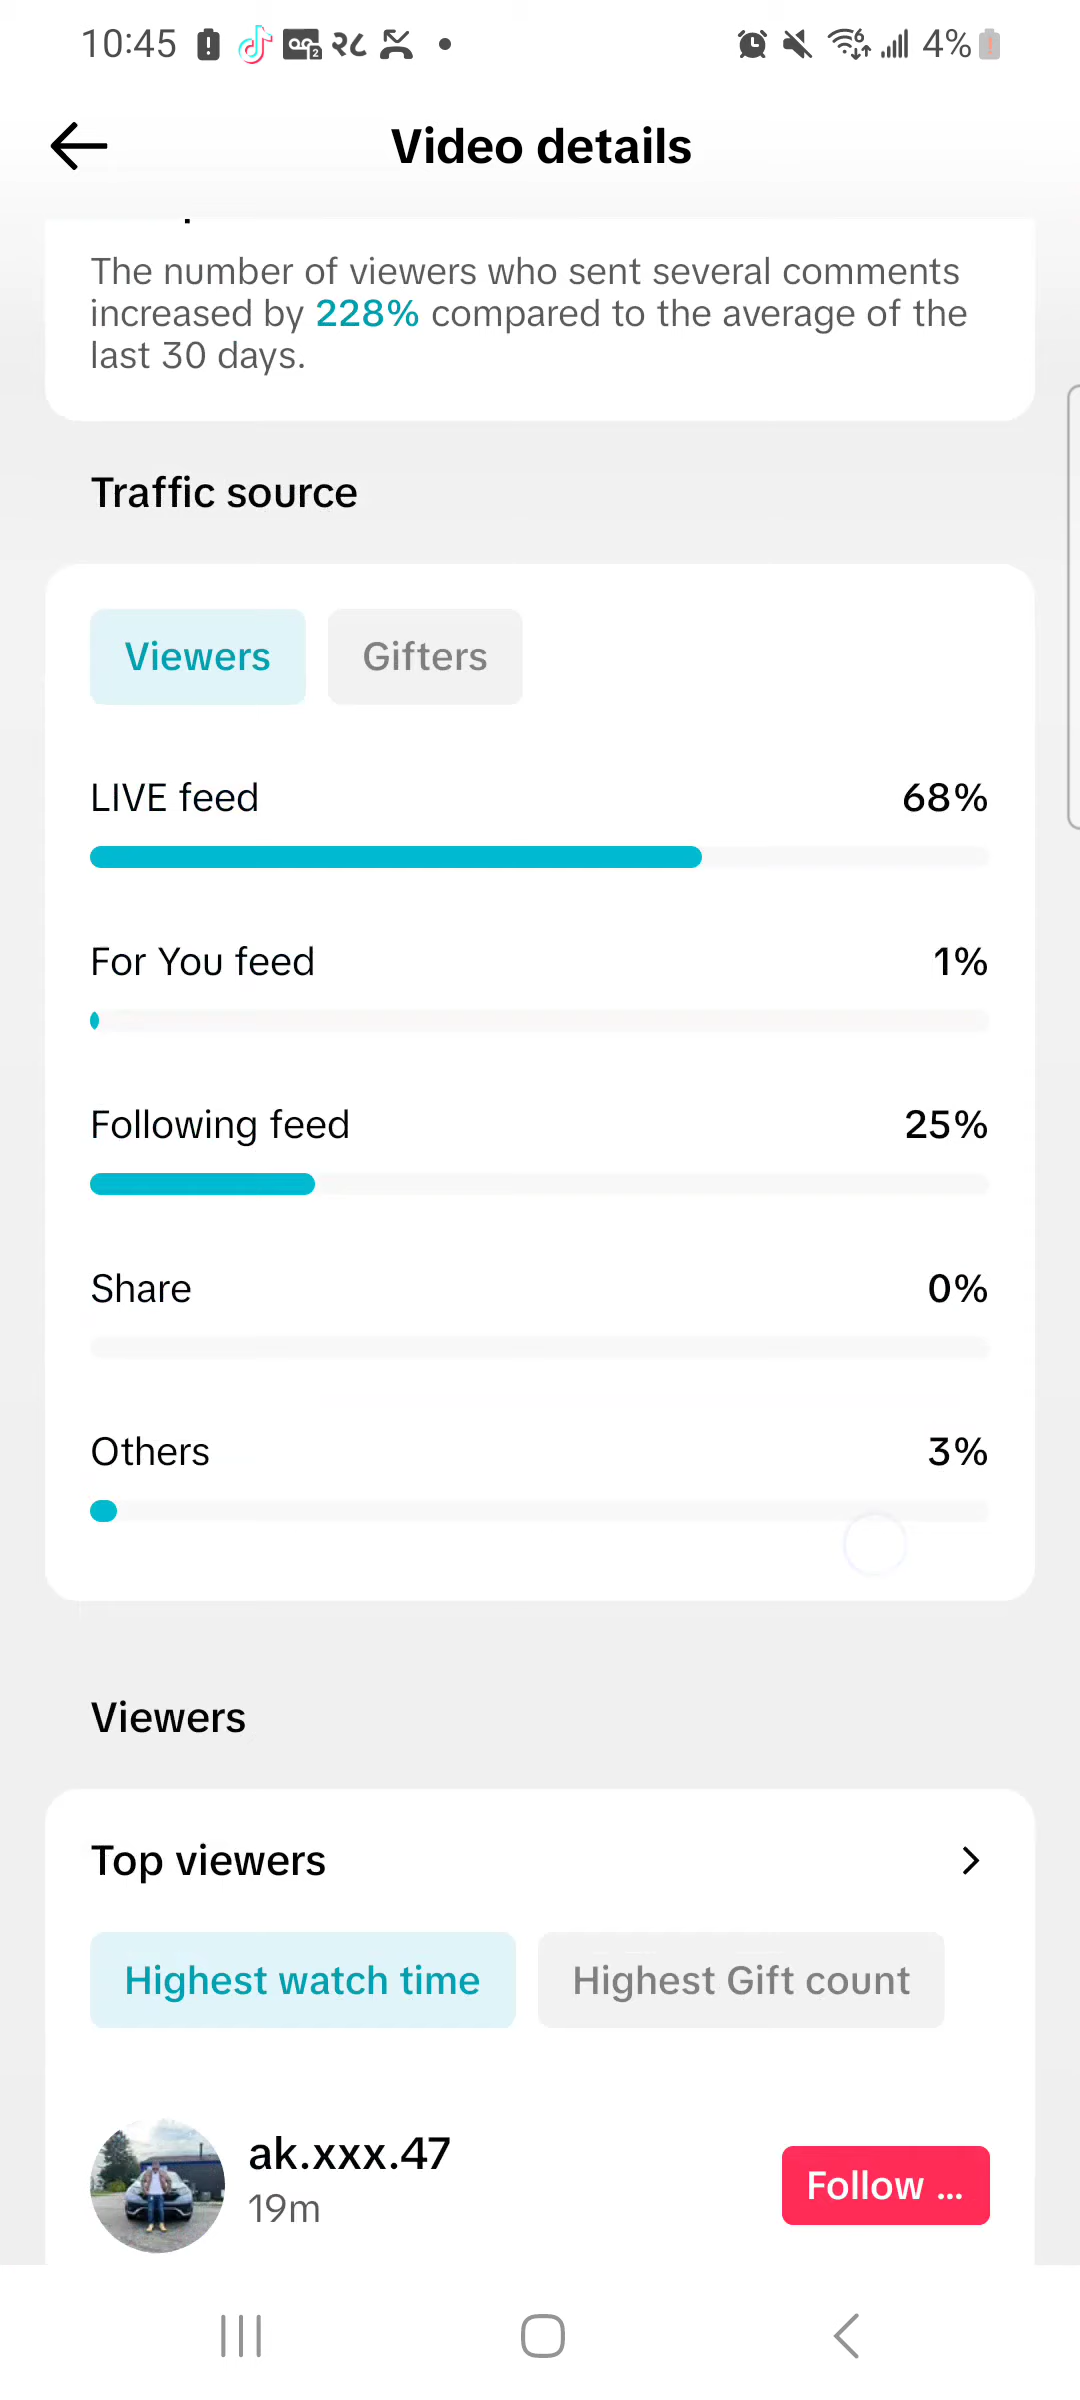 10:45 २८ 4%
Video details
The number of viewers who sent several comments
increased by 228% compared to the average of the
last 30 days.
Traffic source
Viewers Gifters
LIVE feed 68%
For You feed 1%
Following feed 25%
Share 0%
Others 3%
Viewers
Top viewers
Highest watch time Highest Gift count
ak.xxx.47
19m
Follow ...